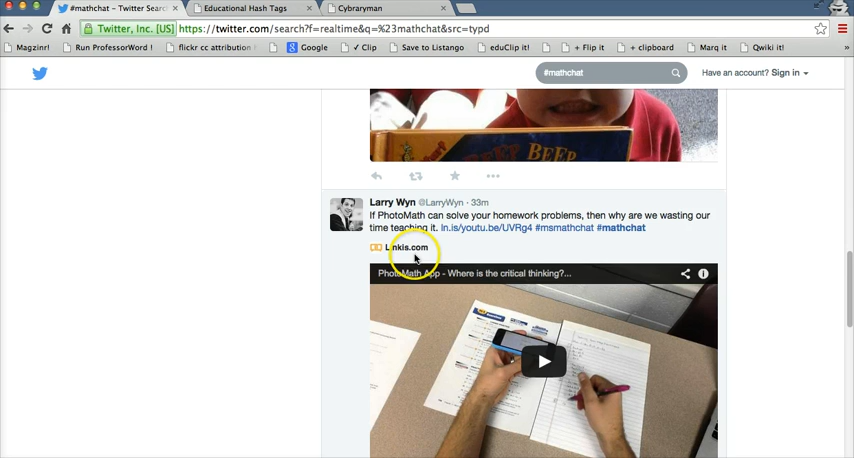 #mathchat – Twitter Searc
Educational Hash Tags
Cybraryman
Twitter, Inc. [US]
https://twitter.com/search?f=realtime&q=%23mathchat&src=typd
Magzinr!
Run ProfessorWord !
flickr cc attribution f
Google
✓ Clip
Save to Listango
eduClip it!
+ Flip it
+ clipboard
Marq it
Qwiki it!
»
#mathchat
Have an account? Sign in
BEEP BEEP
Larry Wyn @LarryWyn · 33m
If PhotoMath can solve your homework problems, then why are we wasting our
time teaching it. ln.is/youtu.be/UVRg4 #msmathchat #mathchat
Linkis.com
PhotoMath App - Where is the critical thinking?...